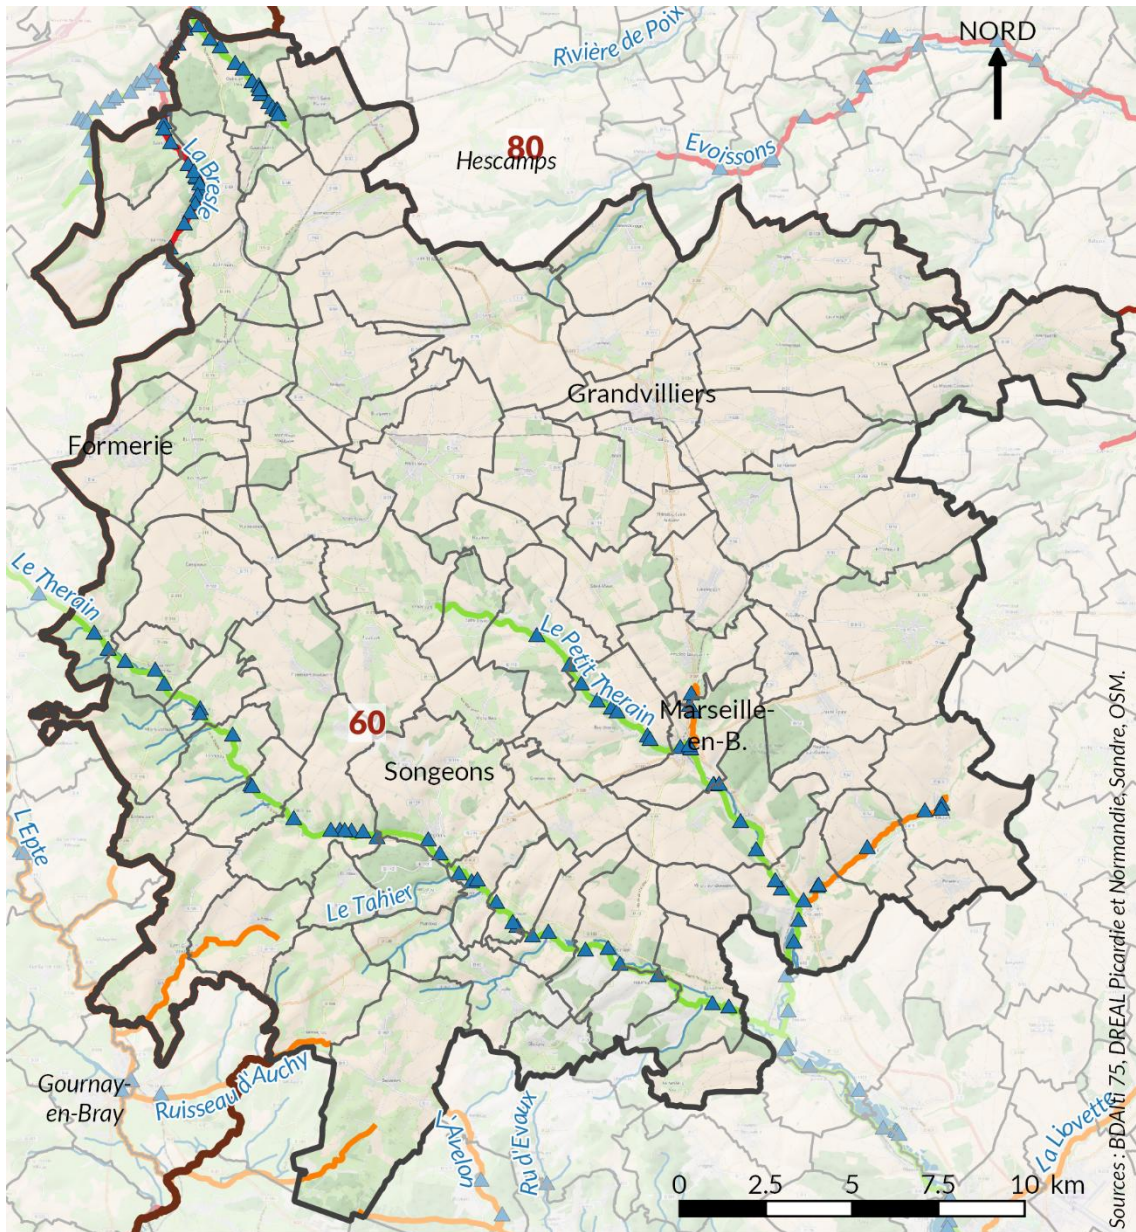 Rivière de Poix
NORD
80
Hescamps
Evoissons
La Bresle
Grandvilliers
Formerie
Le Therain
Le Petit Therain
60
Marseille-
en-B.
Songeons
L'Epte
Le Tahier
Gournay-
en-Bray
Ruisseau d'Auchy
L'Avelon
Ru d'Evaux
La Liovette
0 2.5 5 7.5 10 km
Sources : BDAlti 75, DREAL Picardie et Normandie, Sandre, OSM.